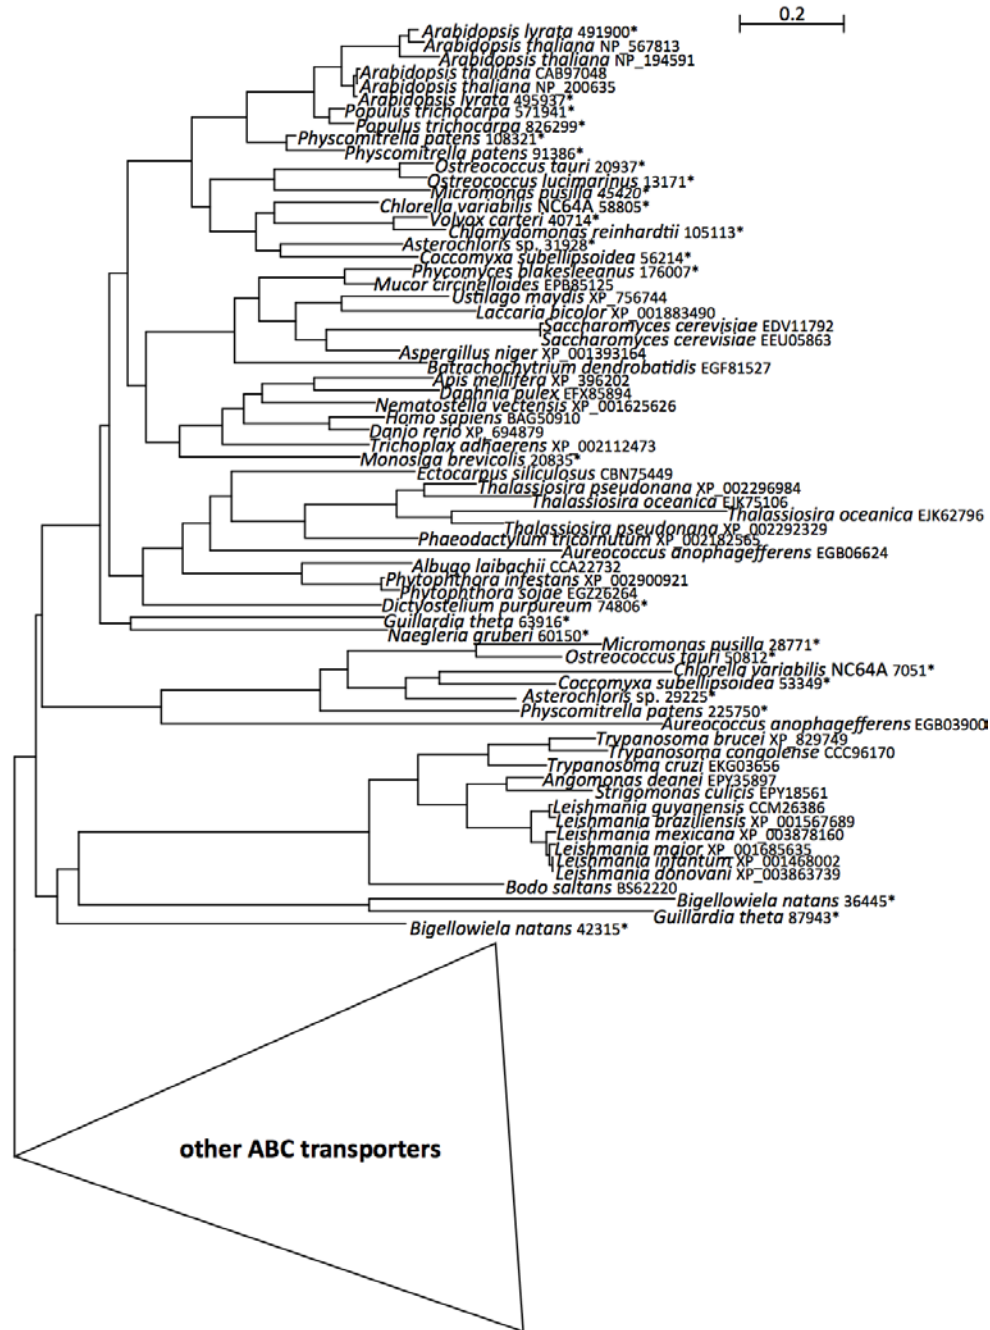 0.2
Arabidopsis lyrata 491900*
Arabidopsis thaliana NP_567813
Arabidopsis thaliana NP_194591
Arabidopsis thaliana CAB97048
Arabidopsis thaliana NP_200635
Arabidopsis lyrata 495937*
Populus trichocarpa 571941*
Populus trichocarpa 826299*
Physcomitrella patens 108321*
Physcomitrella patens 91386*
Ostreococcus tauri 20937*
Ostreococcus lucimarinus 13171*
Micromonas pusilla 45420*
Chlorella variabilis NC64A 58805*
Volvox carteri 40714*
Chlamydomonas reinhardtii 105113*
Asterochloris sp. 31928*
Coccomyxa subellipsoidea 56214*
Phycomyces blakesleeanus 176007*
Mucor circinelloides EPB85125
Ustilago maydis XP_756744
Laccaria bicolor XP_001883490
Saccharomyces cerevisiae EDV11792
Saccharomyces cerevisiae EEU05863
Aspergillus niger XP_001393164
Batrachochytrium dendrobatidis EGF81527
Apis mellifera XP_396202
Daphnia pulex EFX85894
Nematostella vectensis XP_001625626
Homo sapiens BAG50910
Danio rerio XP_694879
Trichoplax adhaerens XP_002112473
Monosiga brevicolis 20835*
Ectocarpus siliculosus CBN75449
Thalassiosira pseudonana XP_002296984
Thalassiosira oceanica EJK75106
Thalassiosira oceanica EJK62796
Thalassiosira pseudonana XP_002292329
Phaeodactylum tricornutum XP_002182565
Aureococcus anophagefferens EGB06624
Albugo laibachii CCA22732
Phytophthora infestans XP_002900921
Phytophthora sojae EGZ26264
Dictyostelium purpureum 74806*
Guillardia theta 63916*
Naegleria gruberi 60150*
Micromonas pusilla 28771*
Ostreococcus tauri 50812*
Chlorella variabilis NC64A 7051*
Coccomyxa subellipsoidea 53349*
Asterochloris sp. 29225*
Physcomitrella patens 225750*
Aureococcus anophagefferens EGB03900*
Trypanosoma brucei XP_829749
Trypanosoma congolense CCC96170
Trypanosoma cruzi EKG03656
Angomonas deanei EPY35897
Strigomonas culicis EPY18561
Leishmania guyanensis CCM26386
Leishmania braziliensis XP_001567689
Leishmania mexicana XP_003878160
Leishmania major XP_001685635
Leishmania infantum XP_001468002
Leishmania donovani XP_003863739
Bodo saltans BS62220
Bigellowiela natans 36445*
Guillardia theta 87943*
Bigellowiela natans 42315*
other ABC transporters